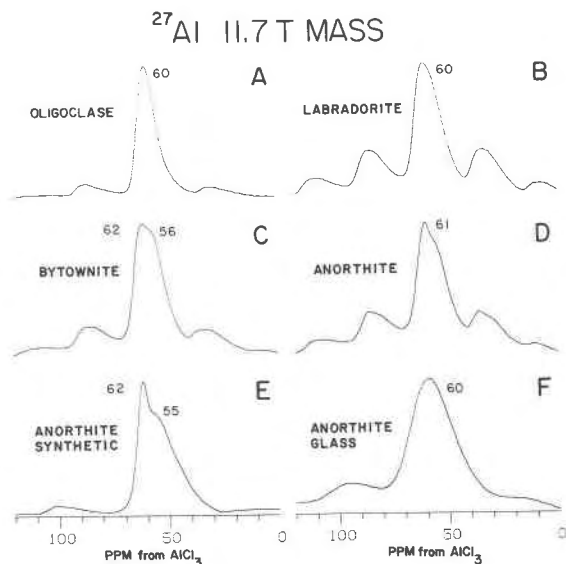 27Al 11.7 T MASS
A
60
OLIGOCLASE
B
60
LABRADORITE
C
62 56
BYTOWNITE
D
61
ANORTHITE
E
62
55
ANORTHITE
SYNTHETIC
F
60
ANORTHITE
GLASS
100 50
PPM from AlCl3
100 50 0
PPM from AlCl3